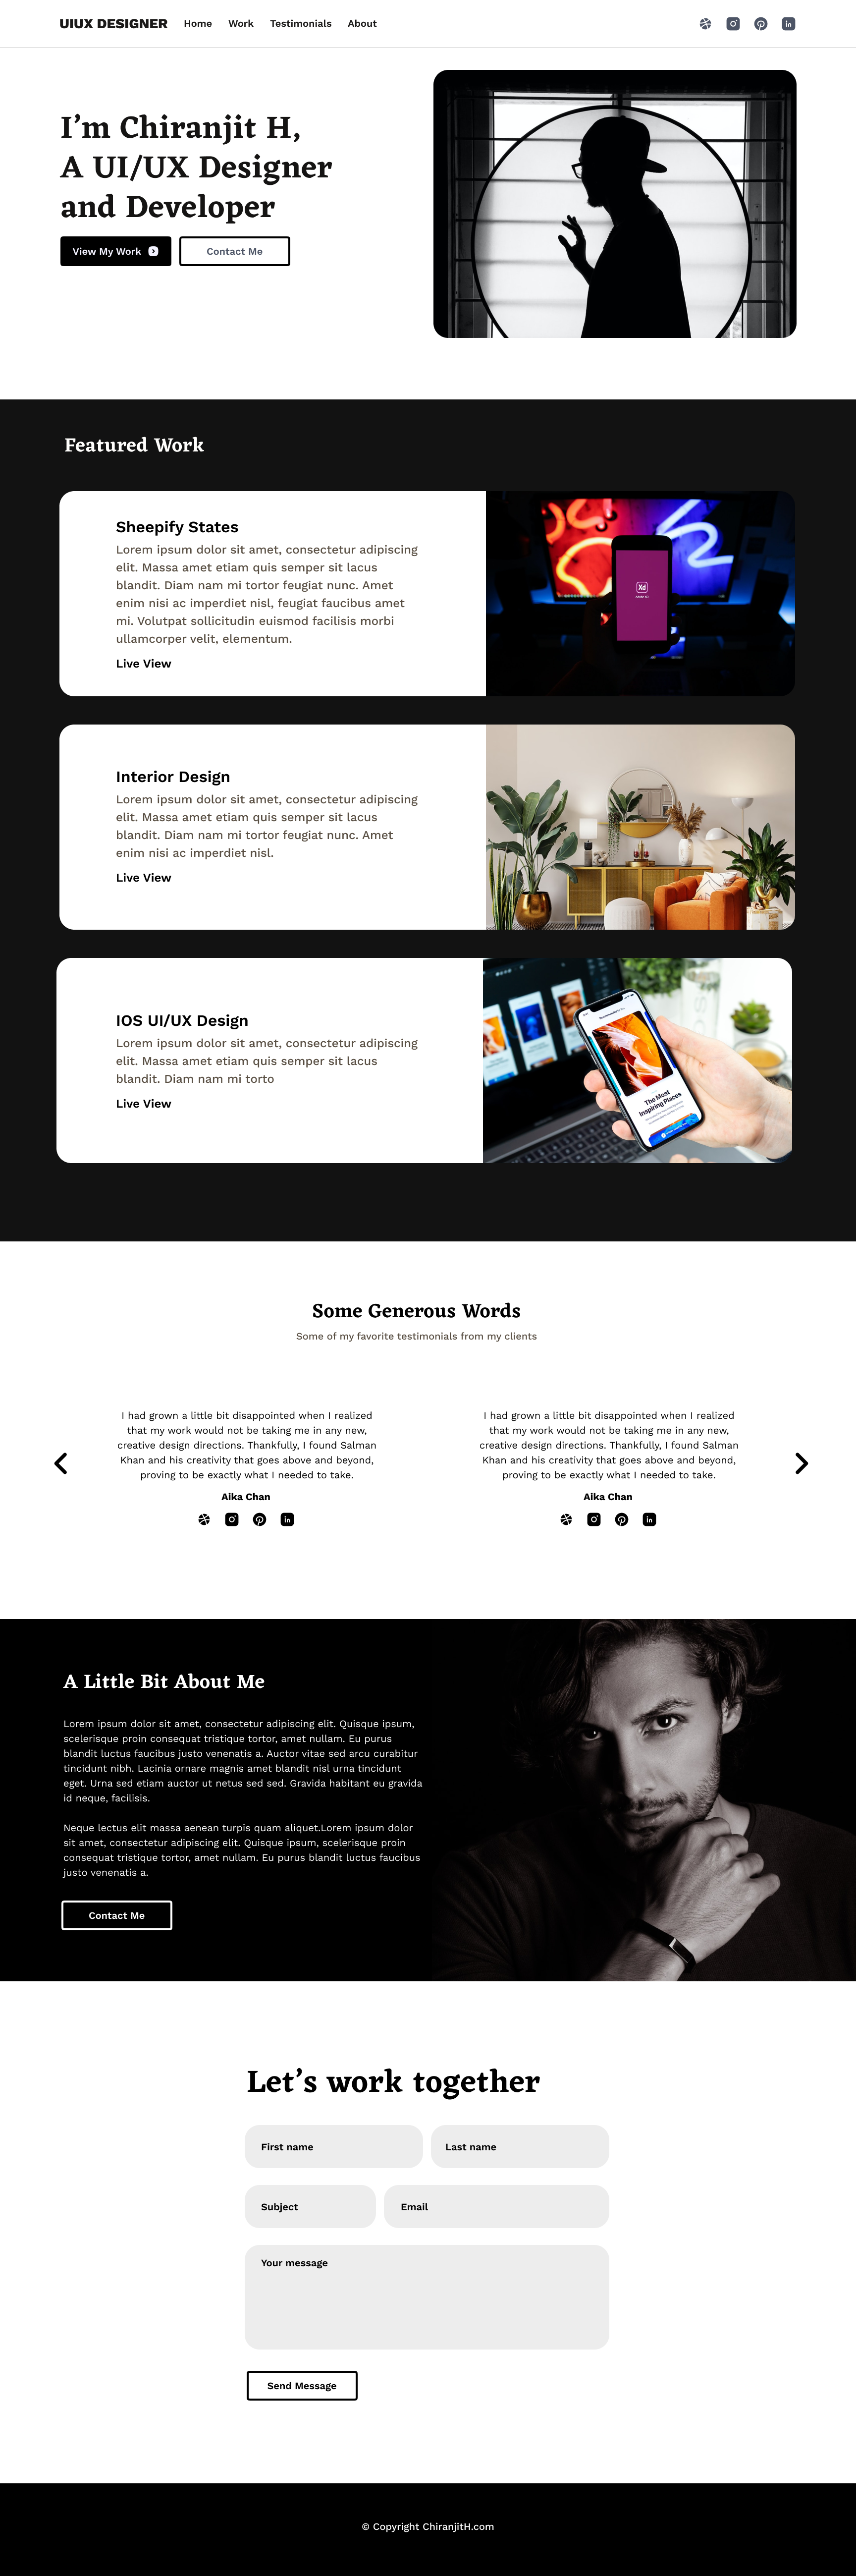 UIUX DESIGNER Home Work Testimonials About
I’m Chiranjit H,
A UI/UX Designer
and Developer
View My Work
Contact Me
Featured Work
Sheepify States
Lorem ipsum dolor sit amet, consectetur adipiscing
elit. Massa amet etiam quis semper sit lacus
blandit. Diam nam mi tortor feugiat nunc. Amet
enim nisi ac imperdiet nisl, feugiat faucibus amet
mi. Volutpat sollicitudin euismod facilisis morbi
ullamcorper velit, elementum.
Live View
Xd
Adobe XD
Interior Design
Lorem ipsum dolor sit amet, consectetur adipiscing
elit. Massa amet etiam quis semper sit lacus
blandit. Diam nam mi tortor feugiat nunc. Amet
enim nisi ac imperdiet nisl.
Live View
IOS UI/UX Design
Lorem ipsum dolor sit amet, consectetur adipiscing
elit. Massa amet etiam quis semper sit lacus
blandit. Diam nam mi torto
Live View
The Most
Inspiring Places
Some Generous Words
Some of my favorite testimonials from my clients
I had grown a little bit disappointed when I realized
that my work would not be taking me in any new,
creative design directions. Thankfully, I found Salman
Khan and his creativity that goes above and beyond,
proving to be exactly what I needed to take.
Aika Chan
I had grown a little bit disappointed when I realized
that my work would not be taking me in any new,
creative design directions. Thankfully, I found Salman
Khan and his creativity that goes above and beyond,
proving to be exactly what I needed to take.
Aika Chan
A Little Bit About Me
Lorem ipsum dolor sit amet, consectetur adipiscing elit. Quisque ipsum,
scelerisque proin consequat tristique tortor, amet nullam. Eu purus
blandit luctus faucibus justo venenatis a. Auctor vitae sed arcu curabitur
tincidunt nibh. Lacinia ornare magnis amet blandit nisl urna tincidunt
eget. Urna sed etiam auctor ut netus sed sed. Gravida habitant eu gravida
id neque, facilisis.
Neque lectus elit massa aenean turpis quam aliquet.Lorem ipsum dolor
sit amet, consectetur adipiscing elit. Quisque ipsum, scelerisque proin
consequat tristique tortor, amet nullam. Eu purus blandit luctus faucibus
justo venenatis a.
Contact Me
Let’s work together
First name
Last name
Subject
Email
Your message
Send Message
© Copyright ChiranjitH.com